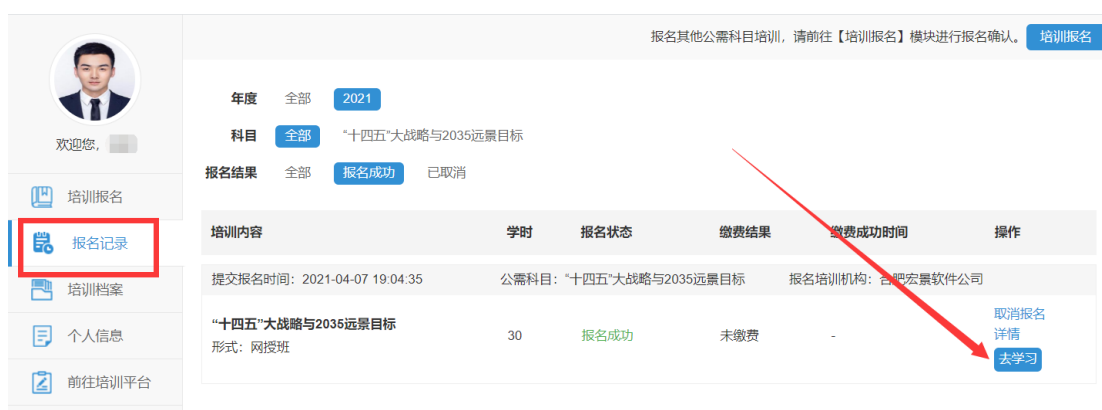 报名其他公需科目培训，请前往【培训报名】模块进行报名确认。 培训报名
欢迎您,
培训报名
报名记录
培训档案
个人信息
前往培训平台
年度 全部 2021
科目 全部 “十四五”大战略与2035远景目标
报名结果 全部 报名成功 已取消
培训内容 学时 报名状态 缴费结果 缴费成功时间 操作
提交报名时间：2021-04-07 19:04:35 公需科目：“十四五”大战略与2035远景目标 报名培训机构：合肥宏景软件公司
“十四五”大战略与2035远景目标 30 报名成功 未缴费 - 取消报名
形式：网授班 详情
去学习